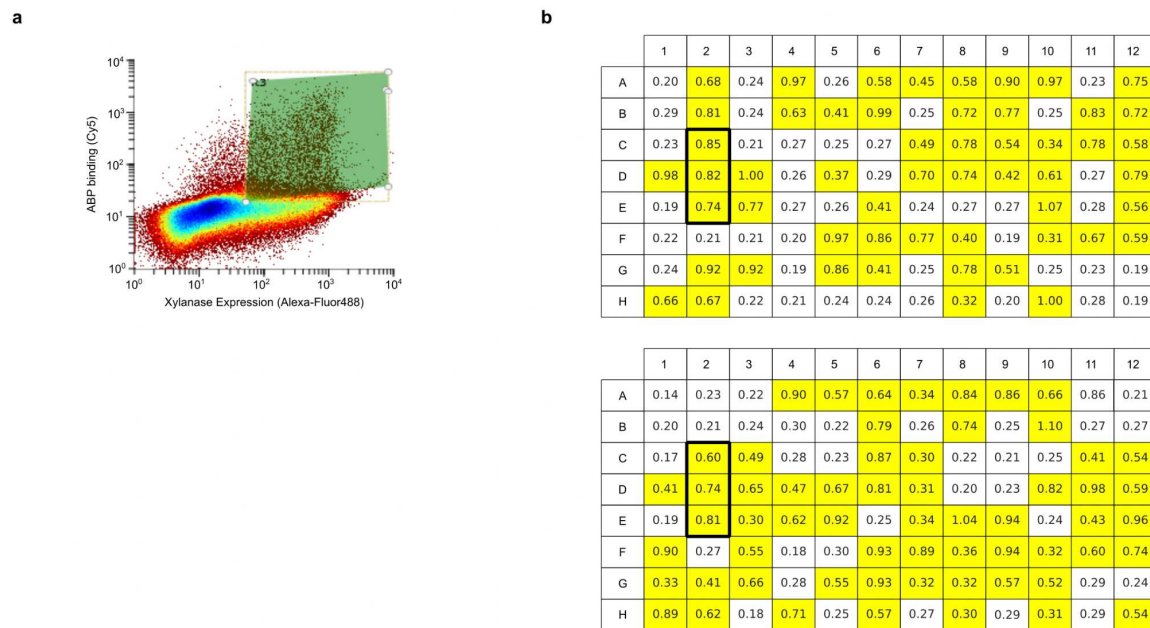 a
b
10⁴
10³
10²
10¹
10⁰
ABP binding (Cy5)
10⁰ 10¹ 10² 10³ 10⁴
Xylanase Expression (Alexa-Fluor488)
1 2 3 4 5 6 7 8 9 10 11 12
A 0.20 0.68 0.24 0.97 0.26 0.58 0.45 0.58 0.90 0.97 0.23 0.75
B 0.29 0.81 0.24 0.63 0.41 0.99 0.25 0.72 0.77 0.25 0.83 0.72
C 0.23 0.85 0.21 0.27 0.25 0.27 0.49 0.78 0.54 0.34 0.78 0.58
D 0.98 0.82 1.00 0.26 0.37 0.29 0.70 0.74 0.42 0.61 0.27 0.79
E 0.19 0.74 0.77 0.27 0.26 0.41 0.24 0.27 0.27 1.07 0.28 0.56
F 0.22 0.21 0.21 0.20 0.97 0.86 0.77 0.40 0.19 0.31 0.67 0.59
G 0.24 0.92 0.92 0.19 0.86 0.41 0.25 0.78 0.51 0.25 0.23 0.19
H 0.66 0.67 0.22 0.21 0.24 0.24 0.26 0.32 0.20 1.00 0.28 0.19
1 2 3 4 5 6 7 8 9 10 11 12
A 0.14 0.23 0.22 0.90 0.57 0.64 0.34 0.84 0.86 0.66 0.86 0.21
B 0.20 0.21 0.24 0.30 0.22 0.79 0.26 0.74 0.25 1.10 0.27 0.27
C 0.17 0.60 0.49 0.28 0.23 0.87 0.30 0.22 0.21 0.25 0.41 0.54
D 0.41 0.74 0.65 0.47 0.67 0.81 0.31 0.20 0.23 0.82 0.98 0.59
E 0.19 0.81 0.30 0.62 0.92 0.25 0.34 1.04 0.94 0.24 0.43 0.96
F 0.90 0.27 0.55 0.18 0.30 0.93 0.89 0.36 0.94 0.32 0.60 0.74
G 0.33 0.41 0.66 0.28 0.55 0.93 0.32 0.32 0.57 0.52 0.29 0.24
H 0.89 0.62 0.18 0.71 0.25 0.57 0.27 0.30 0.29 0.31 0.29 0.54